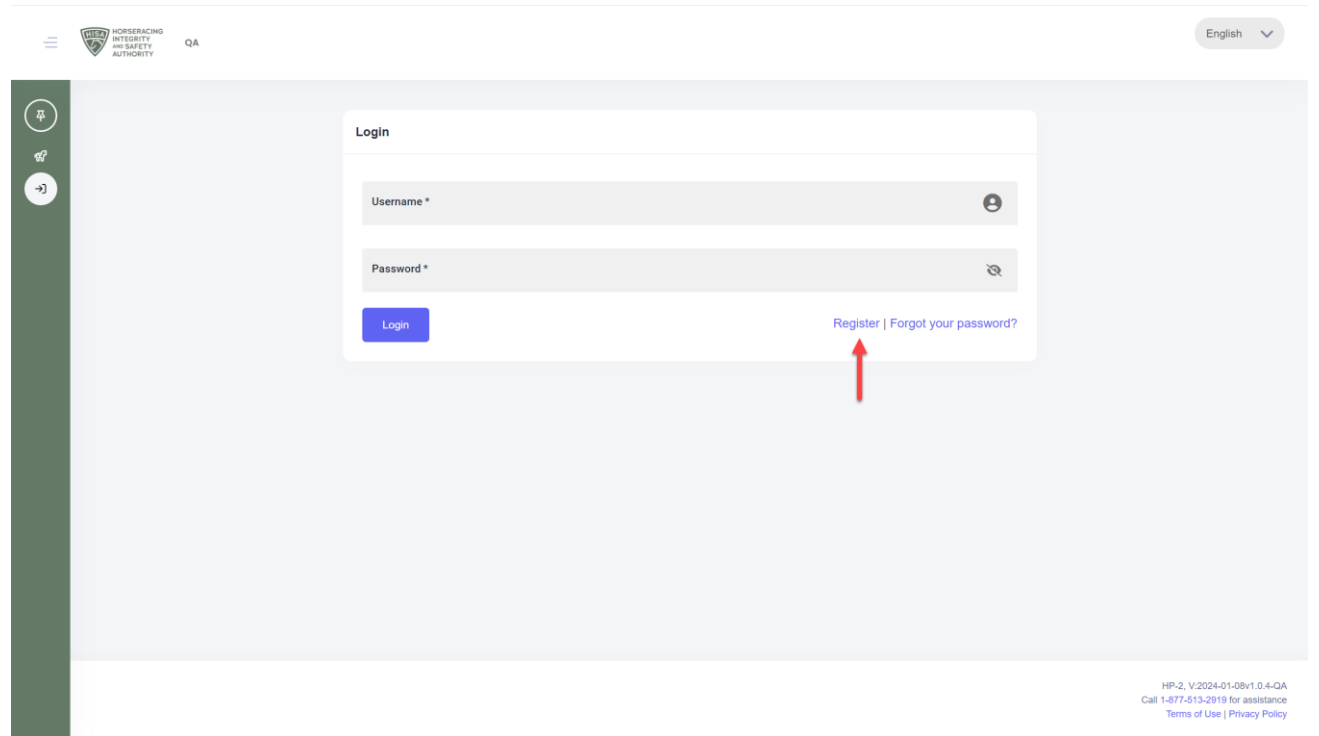 HISA
HORSERACING
INTEGRITY
AND SAFETY
AUTHORITY
QA
English
Login
Username *
Password *
Login
Register | Forgot your password?
HP-2, V:2024-01-08v1.0.4-QA
Call 1-877-513-2919 for assistance
Terms of Use | Privacy Policy